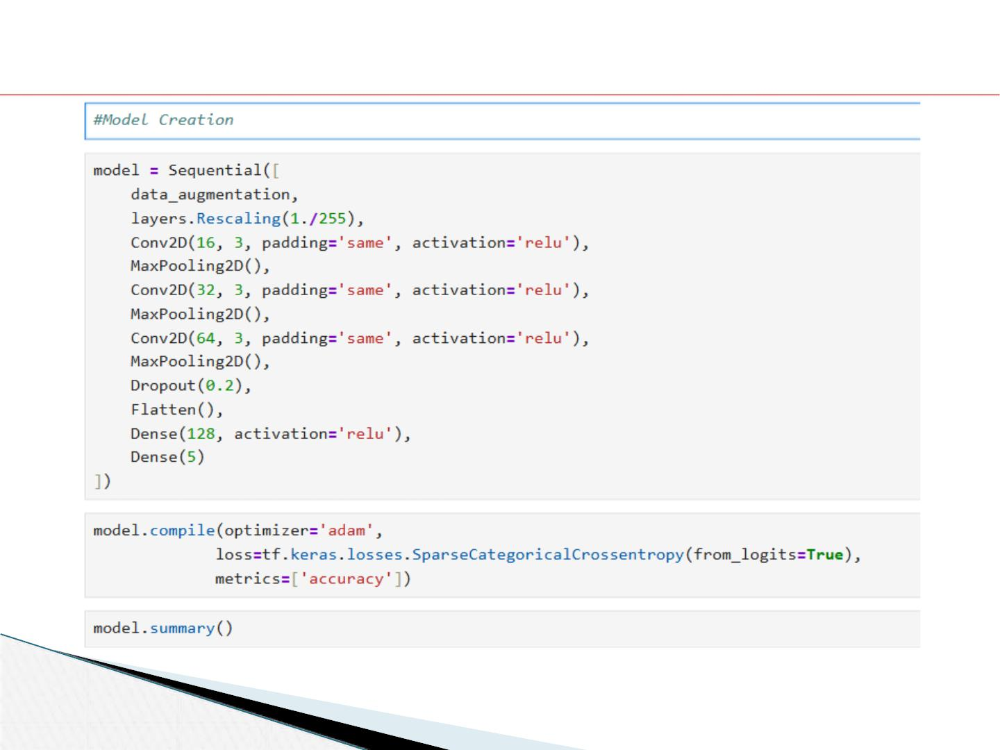 #Model Creation
model = Sequential([
    data_augmentation,
    layers.Rescaling(1./255),
    Conv2D(16, 3, padding='same', activation='relu'),
    MaxPooling2D(),
    Conv2D(32, 3, padding='same', activation='relu'),
    MaxPooling2D(),
    Conv2D(64, 3, padding='same', activation='relu'),
    MaxPooling2D(),
    Dropout(0.2),
    Flatten(),
    Dense(128, activation='relu'),
    Dense(5)
])
model.compile(optimizer='adam',
             loss=tf.keras.losses.SparseCategoricalCrossentropy(from_logits=True),
             metrics=['accuracy'])
model.summary()